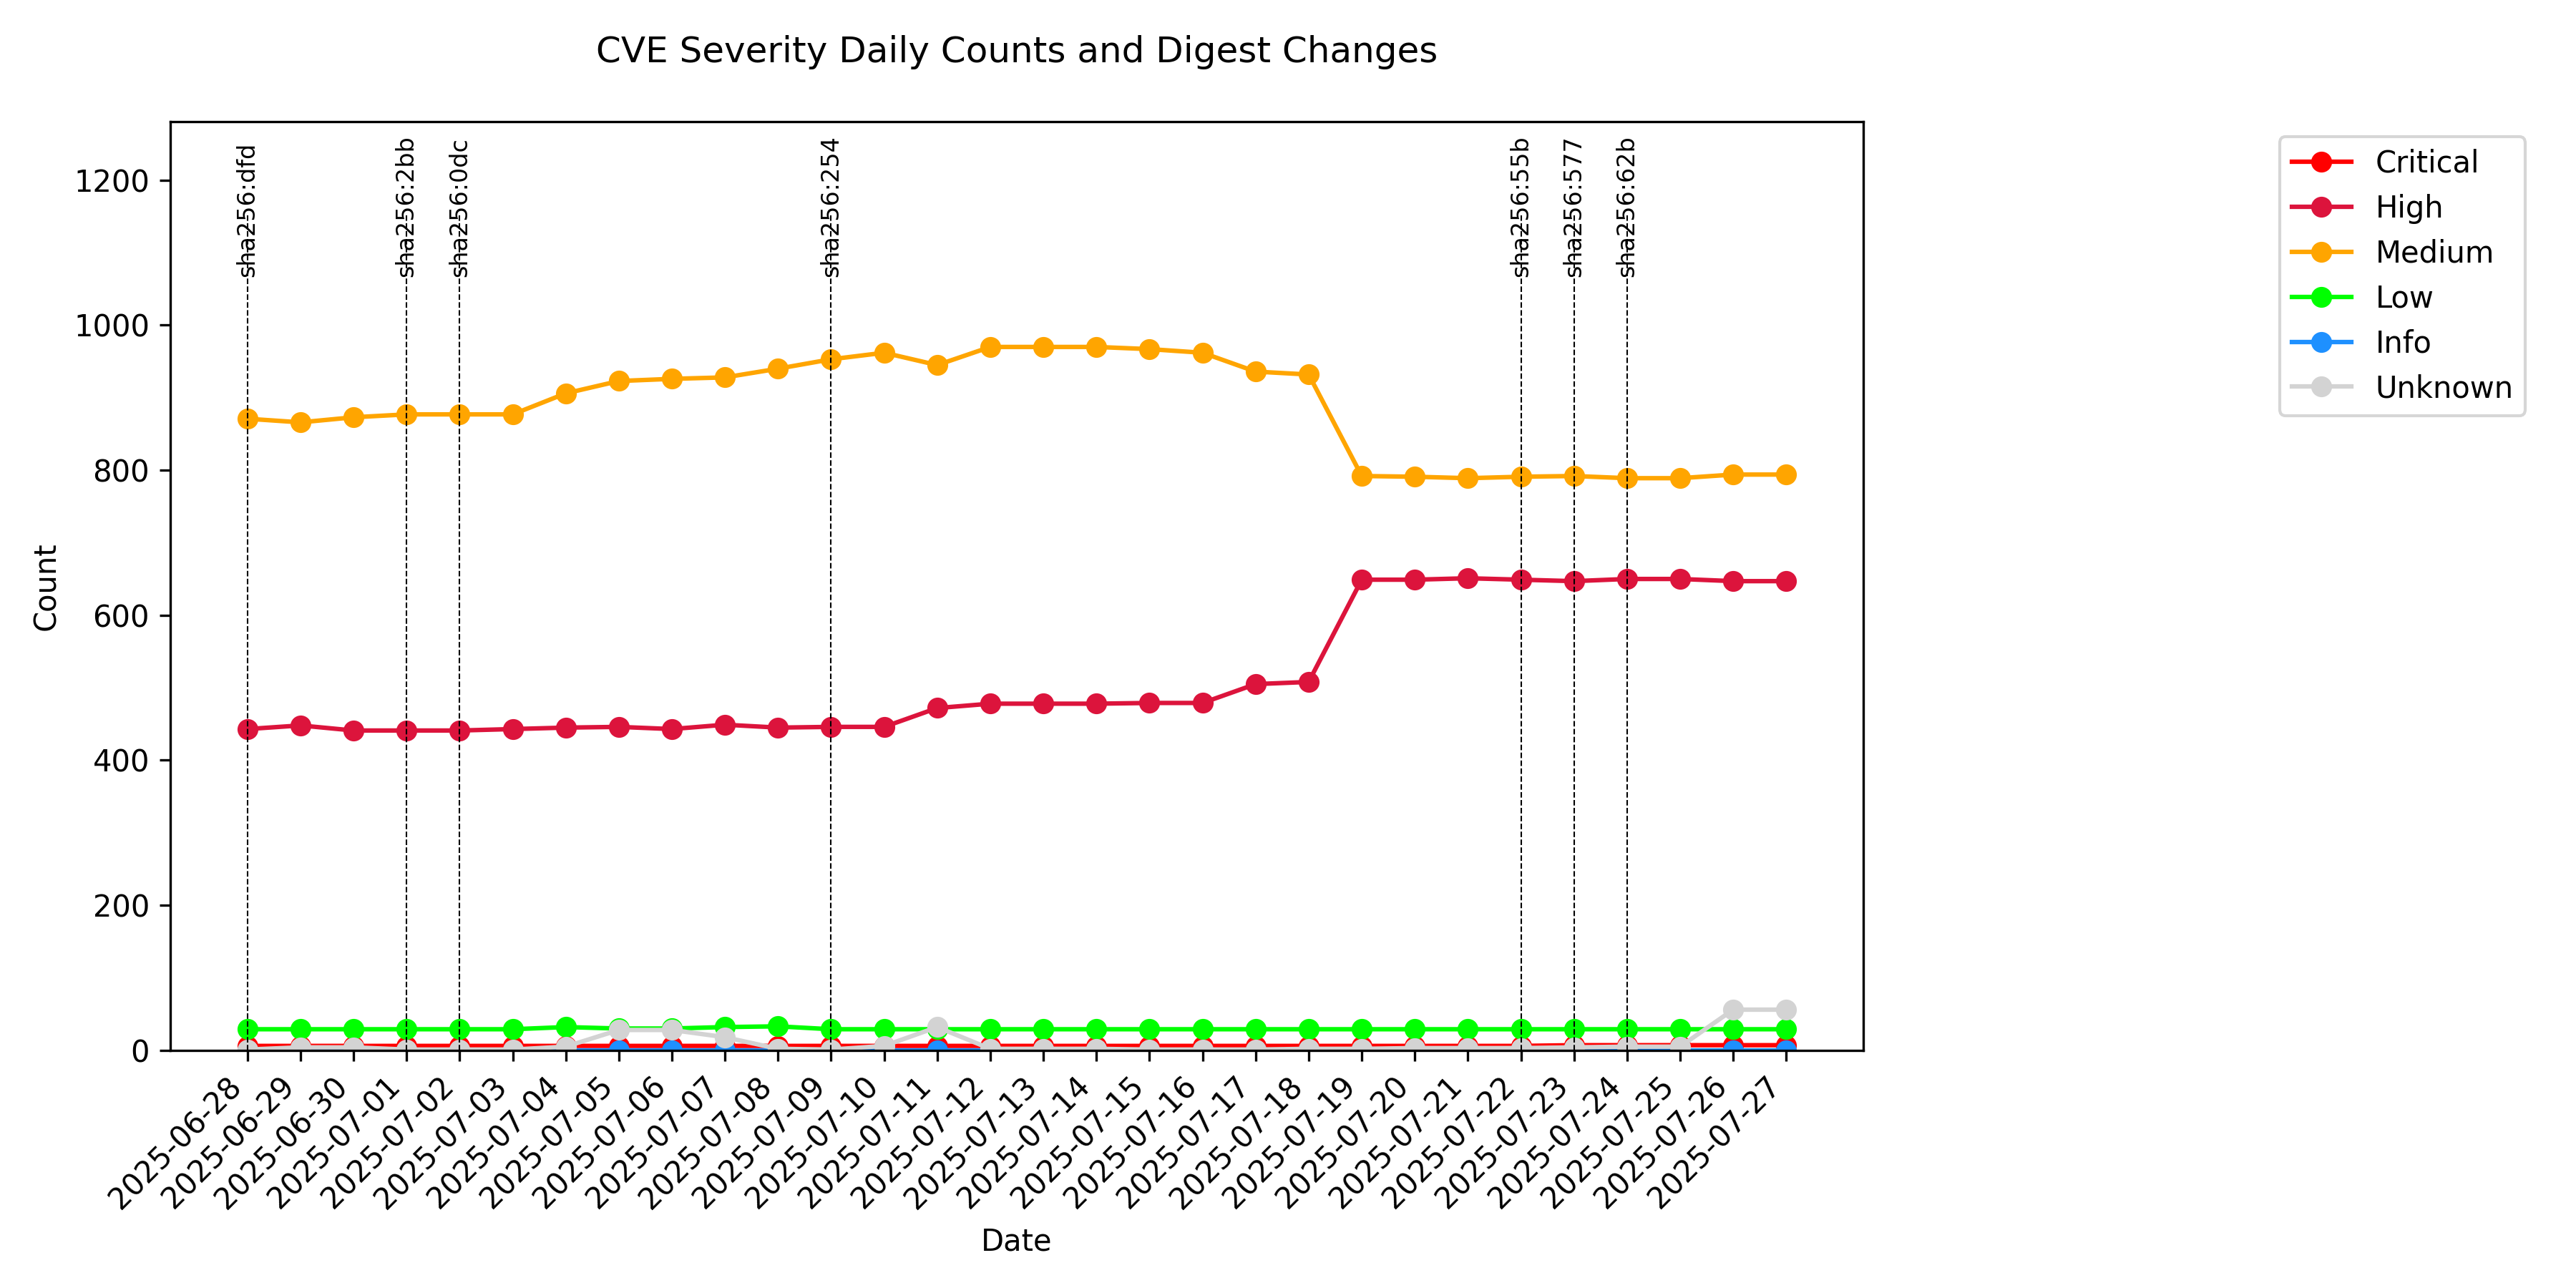 CVE Severity Daily Counts and Digest Changes
sha256:dfd
sha256:2bb
sha256:0dc
sha256:254
sha256:55b
sha256:577
sha256:62b
Critical
High
Medium
Low
Info
Unknown
1200
1000
800
600
400
200
0
Count
2025-06-28
2025-06-29
2025-06-30
2025-07-01
2025-07-02
2025-07-03
2025-07-04
2025-07-05
2025-07-06
2025-07-07
2025-07-08
2025-07-09
2025-07-10
2025-07-11
2025-07-12
2025-07-13
2025-07-14
2025-07-15
2025-07-16
2025-07-17
2025-07-18
2025-07-19
2025-07-20
2025-07-21
2025-07-22
2025-07-23
2025-07-24
2025-07-25
2025-07-26
2025-07-27
Date